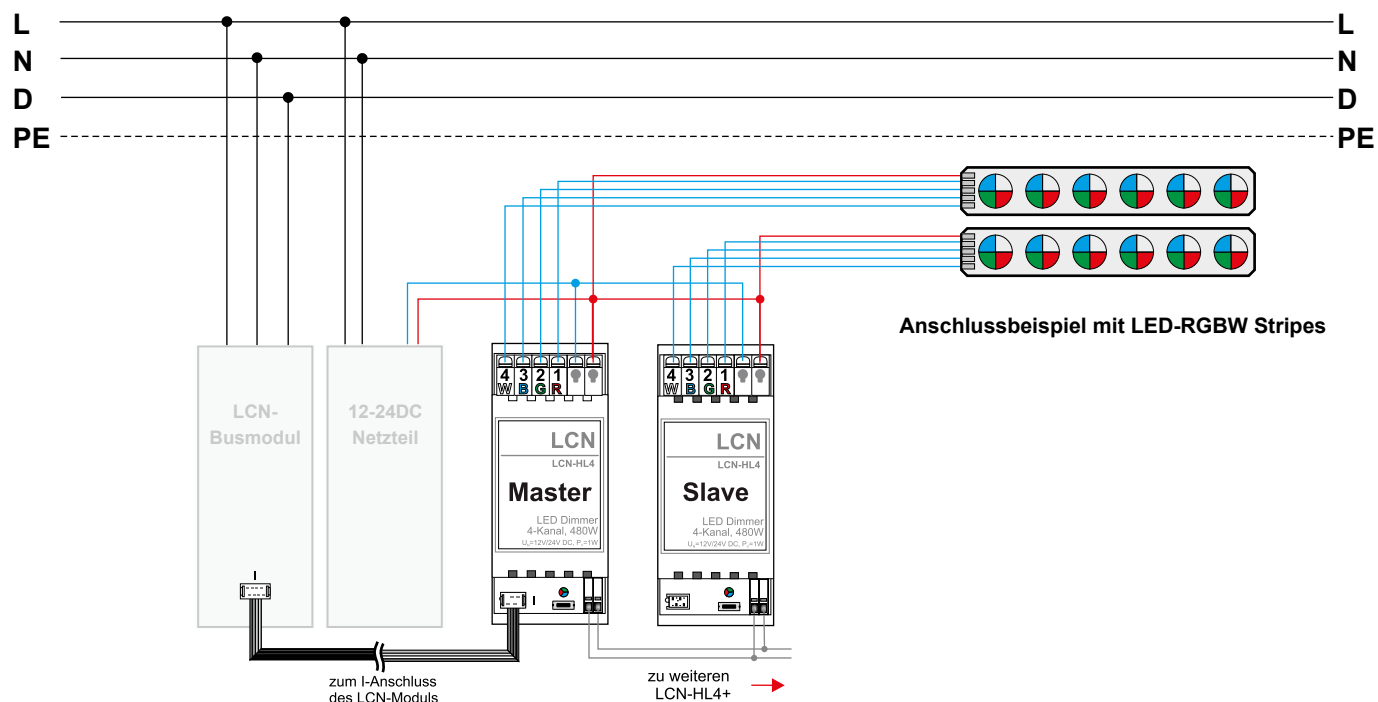 L L
N N
D D
PE PE
Anschlussbeispiel mit LED-RGBW Stripes
4 3 2 1
W B G R
4 3 2 1
W B G R
LCN-
Busmodul
12-24DC
Netzteil
LCN
LCN-HL4
Master
LED Dimmer
4-Kanal, 480W
LCN
LCN-HL4
Slave
LED Dimmer
4-Kanal, 480W
I
I
zum I-Anschluss
des LCN-Moduls
zu weiteren
LCN-HL4+